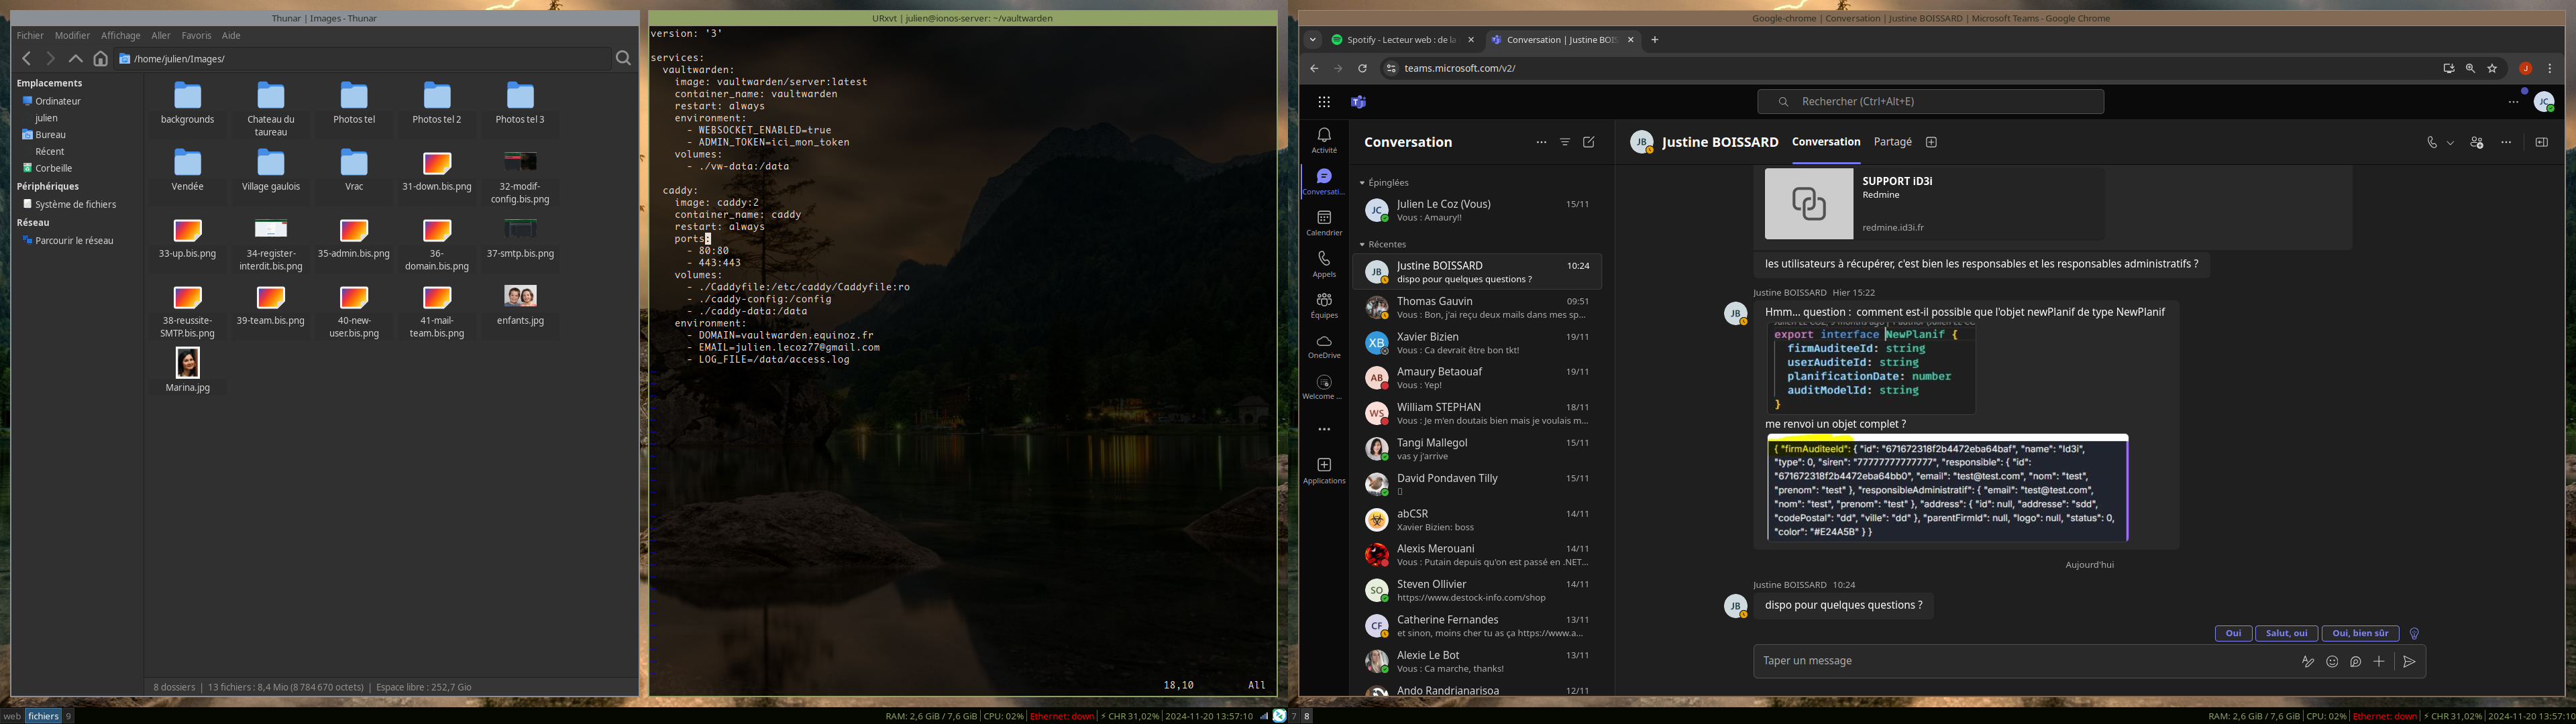 Thunar | Images - Thunar
Fichier Modifier Affichage Aller Favoris Aide
/home/julien/Images/
Emplacements
Ordinateur
julien
Bureau
Récent
Corbeille
Périphériques
Système de fichiers
Réseau
Parcourir le réseau
backgrounds
Chateau du taureau
Photos tel
Photos tel 2
Photos tel 3
Vendée
Village gaulois
Vrac
31-down.bis.png
32-modif-config.bis.png
33-up.bis.png
34-register-interdit.bis.png
35-admin.bis.png
36-domain.bis.png
37-smtp.bis.png
38-reussite-SMTP.bis.png
39-team.bis.png
40-new-user.bis.png
41-mail-team.bis.png
enfants.jpg
Marina.jpg
8 dossiers | 13 fichiers : 8,4 Mio (8 784 670 octets) | Espace libre : 252,7 Gio
URxvt | julien@ionos-server: ~/vaultwarden
version: '3'
services:
vaultwarden:
image: vaultwarden/server:latest
container_name: vaultwarden
restart: always
environment:
- WEBSOCKET_ENABLED=true
- ADMIN_TOKEN=ici_mon_token
volumes:
- ./vw-data:/data
caddy:
image: caddy:2
container_name: caddy
restart: always
ports:
- 80:80
- 443:443
volumes:
- ./Caddyfile:/etc/caddy/Caddyfile:ro
- ./caddy-config:/config
- ./caddy-data:/data
environment:
- DOMAIN=vaultwarden.equinoz.fr
- EMAIL=julien.lecoz77@gmail.com
- LOG_FILE=/data/access.log
18,10 All
Google-chrome | Conversation | Justine BOISSARD | Microsoft Teams - Google Chrome
Spotify - Lecteur web : de la
Conversation | Justine BOIS
teams.microsoft.com/v2/
J
Rechercher (Ctrl+Alt+E)
JC
Activité
Conversati...
Calendrier
Appels
Équipes
OneDrive
Welcome ...
Applications
Conversation
Épinglées
JC
Julien Le Coz (Vous) 15/11
Vous : Amaury!!
Récentes
JB
Justine BOISSARD 10:24
dispo pour quelques questions ?
Thomas Gauvin 09:51
Vous : Bon, j'ai reçu deux mails dans mes sp...
XB
Xavier Bizien 19/11
Vous : Ca devrait être bon tkt!
AB
Amaury Betaouaf 19/11
Vous : Yep!
WS
William STEPHAN 18/11
Vous : Je m'en doutais bien mais je voulais m...
Tangi Mallegol 15/11
vas y j'arrive
David Pondaven Tilly 15/11
abCSR 14/11
Xavier Bizien: boss
Alexis Merouani 14/11
Vous : Putain depuis qu'on est passé en .NET...
SO
Steven Ollivier 14/11
https://www.destock-info.com/shop
CF
Catherine Fernandes 13/11
et sinon, moins cher tu as ça https://www.a...
Alexie Le Bot 13/11
Vous : Ca marche, thanks!
Ando Randrianarisoa 12/11
JB
Justine BOISSARD Conversation Partagé
SUPPORT iD3i
Redmine
redmine.id3i.fr
les utilisateurs à récupérer, c'est bien les responsables et les responsables administratifs ?
Justine BOISSARD Hier 15:22
JB
Hmm... question : comment est-il possible que l'objet newPlanif de type NewPlanif
export interface NewPlanif {
firmAuditeeId: string
userAuditeId: string
planificationDate: number
auditModelId: string
}
me renvoi un objet complet ?
{ "firmAuditeeId": { "id": "671672318f2b4472eba64baf", "name": "Id3i",
"type": 0, "siren": "77777777777777", "responsible": { "id":
"671672318f2b4472eba64bb0", "email": "test@test.com", "nom": "test",
"prenom": "test" }, "responsibleAdministratif": { "email": "test@test.com",
"nom": "test", "prenom": "test" }, "address": { "id": null, "addresse": "sdd",
"codePostal": "dd", "ville": "dd" }, "parentFirmId": null, "logo": null, "status": 0,
"color": "#E24A5B" } }
Aujourd'hui
Justine BOISSARD 10:24
JB
dispo pour quelques questions ?
Oui
Salut, oui
Oui, bien sûr
Taper un message
web fichiers 9
RAM: 2,6 GiB / 7,6 GiB | CPU: 02% | Ethernet: down | ⚡ CHR 31,02% | 2024-11-20 13:57:10
7 8
RAM: 2,6 GiB / 7,6 GiB | CPU: 02% | Ethernet: down | ⚡ CHR 31,02% | 2024-11-20 13:57:10